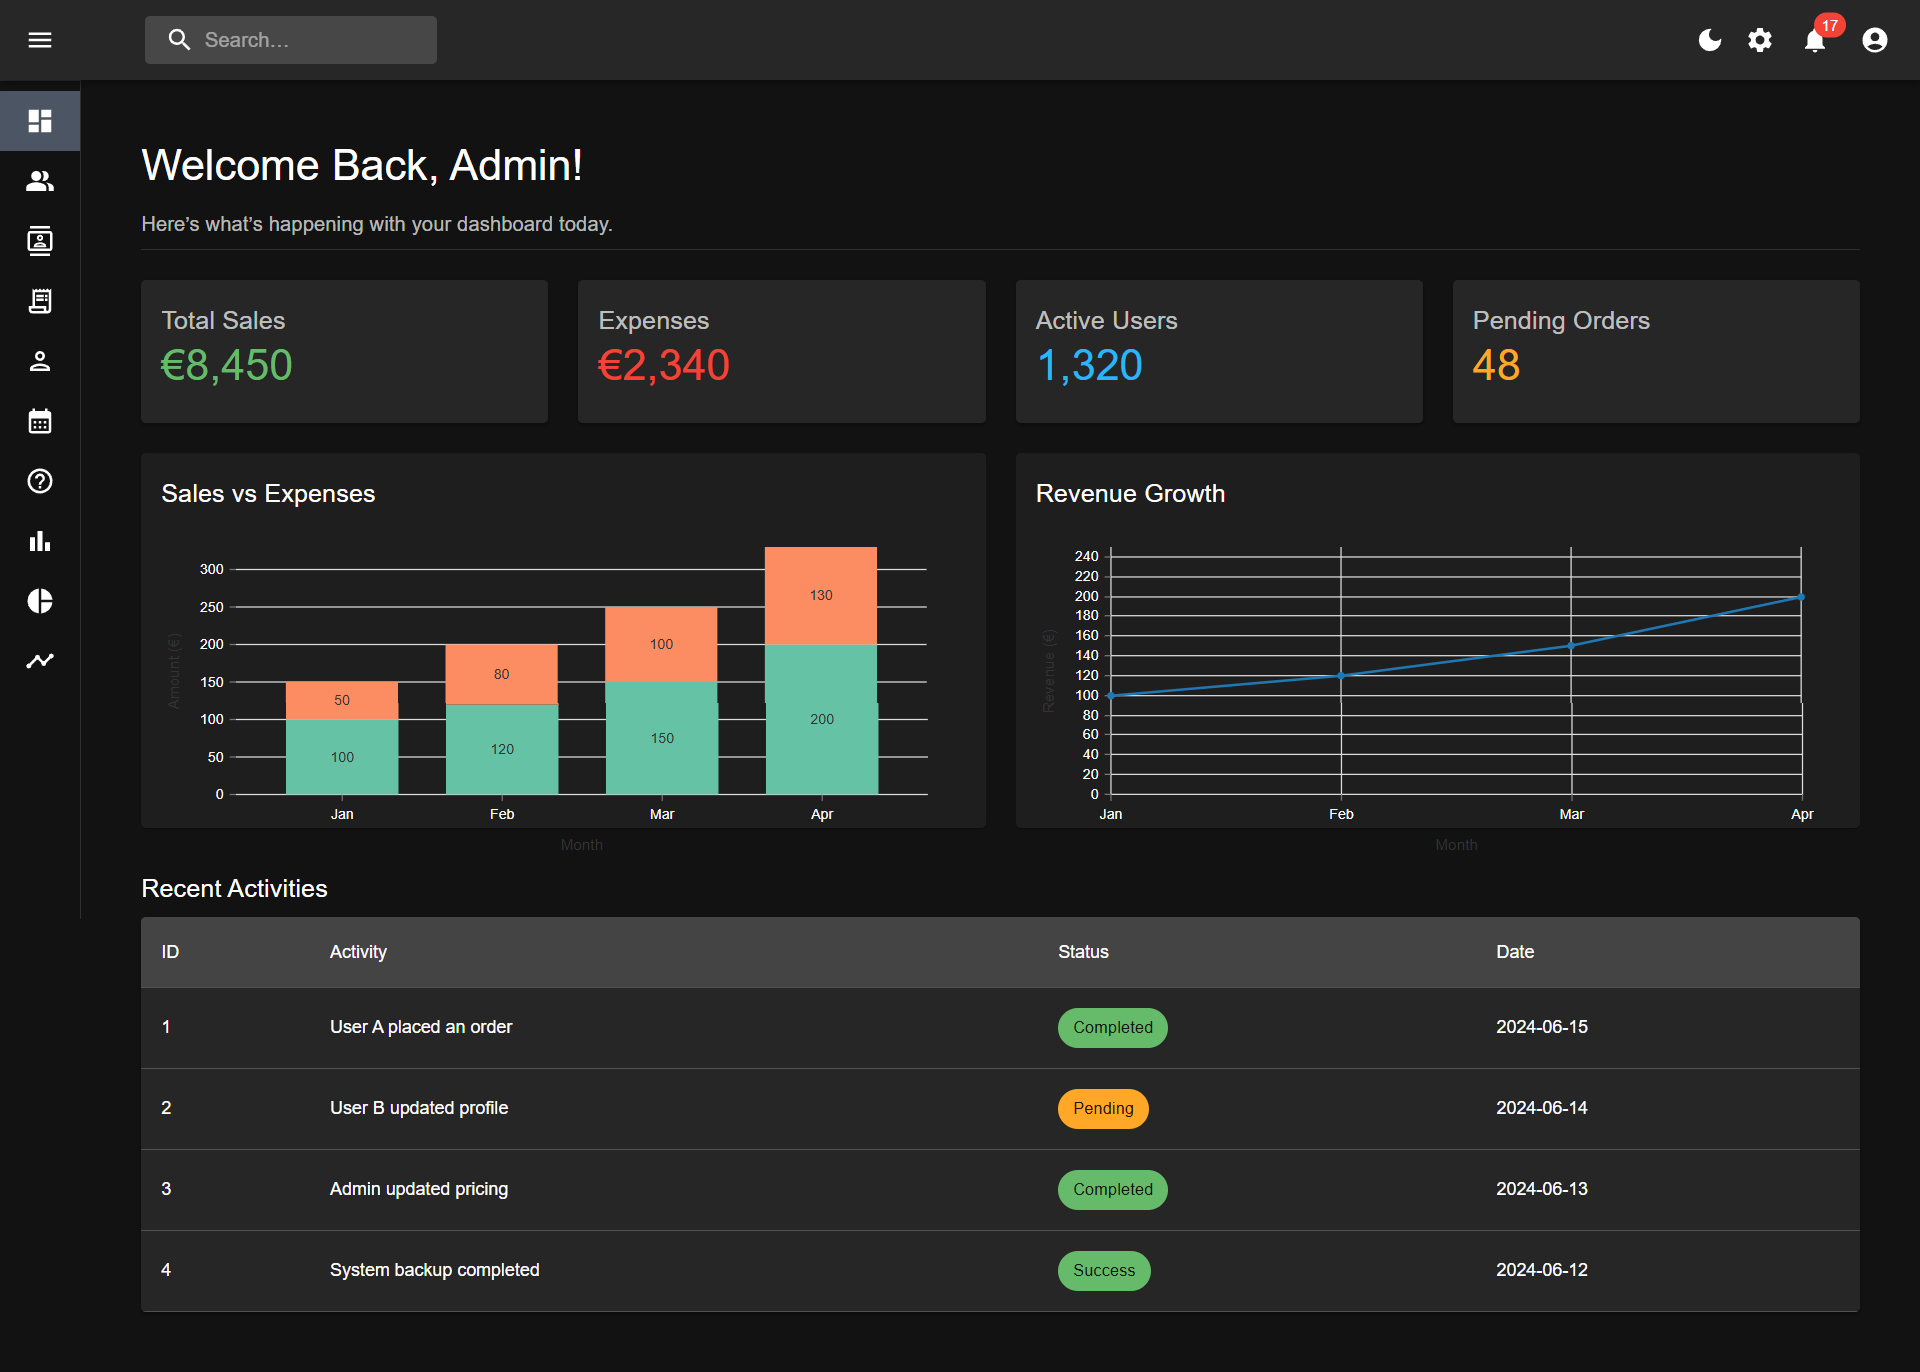 Search…
17
Welcome Back, Admin!
Here’s what’s happening with your dashboard today.
Total Sales
€8,450
Expenses
€2,340
Active Users
1,320
Pending Orders
48
Sales vs Expenses
Amount (€)
300
250
200
150
100
50
0
50
100
80
120
100
150
130
200
Jan
Feb
Mar
Apr
Month
Revenue Growth
Revenue (€)
240
220
200
180
160
140
120
100
80
60
40
20
0
Jan
Feb
Mar
Apr
Month
Recent Activities
ID Activity Status Date
1 User A placed an order Completed 2024-06-15
2 User B updated profile Pending 2024-06-14
3 Admin updated pricing Completed 2024-06-13
4 System backup completed Success 2024-06-12